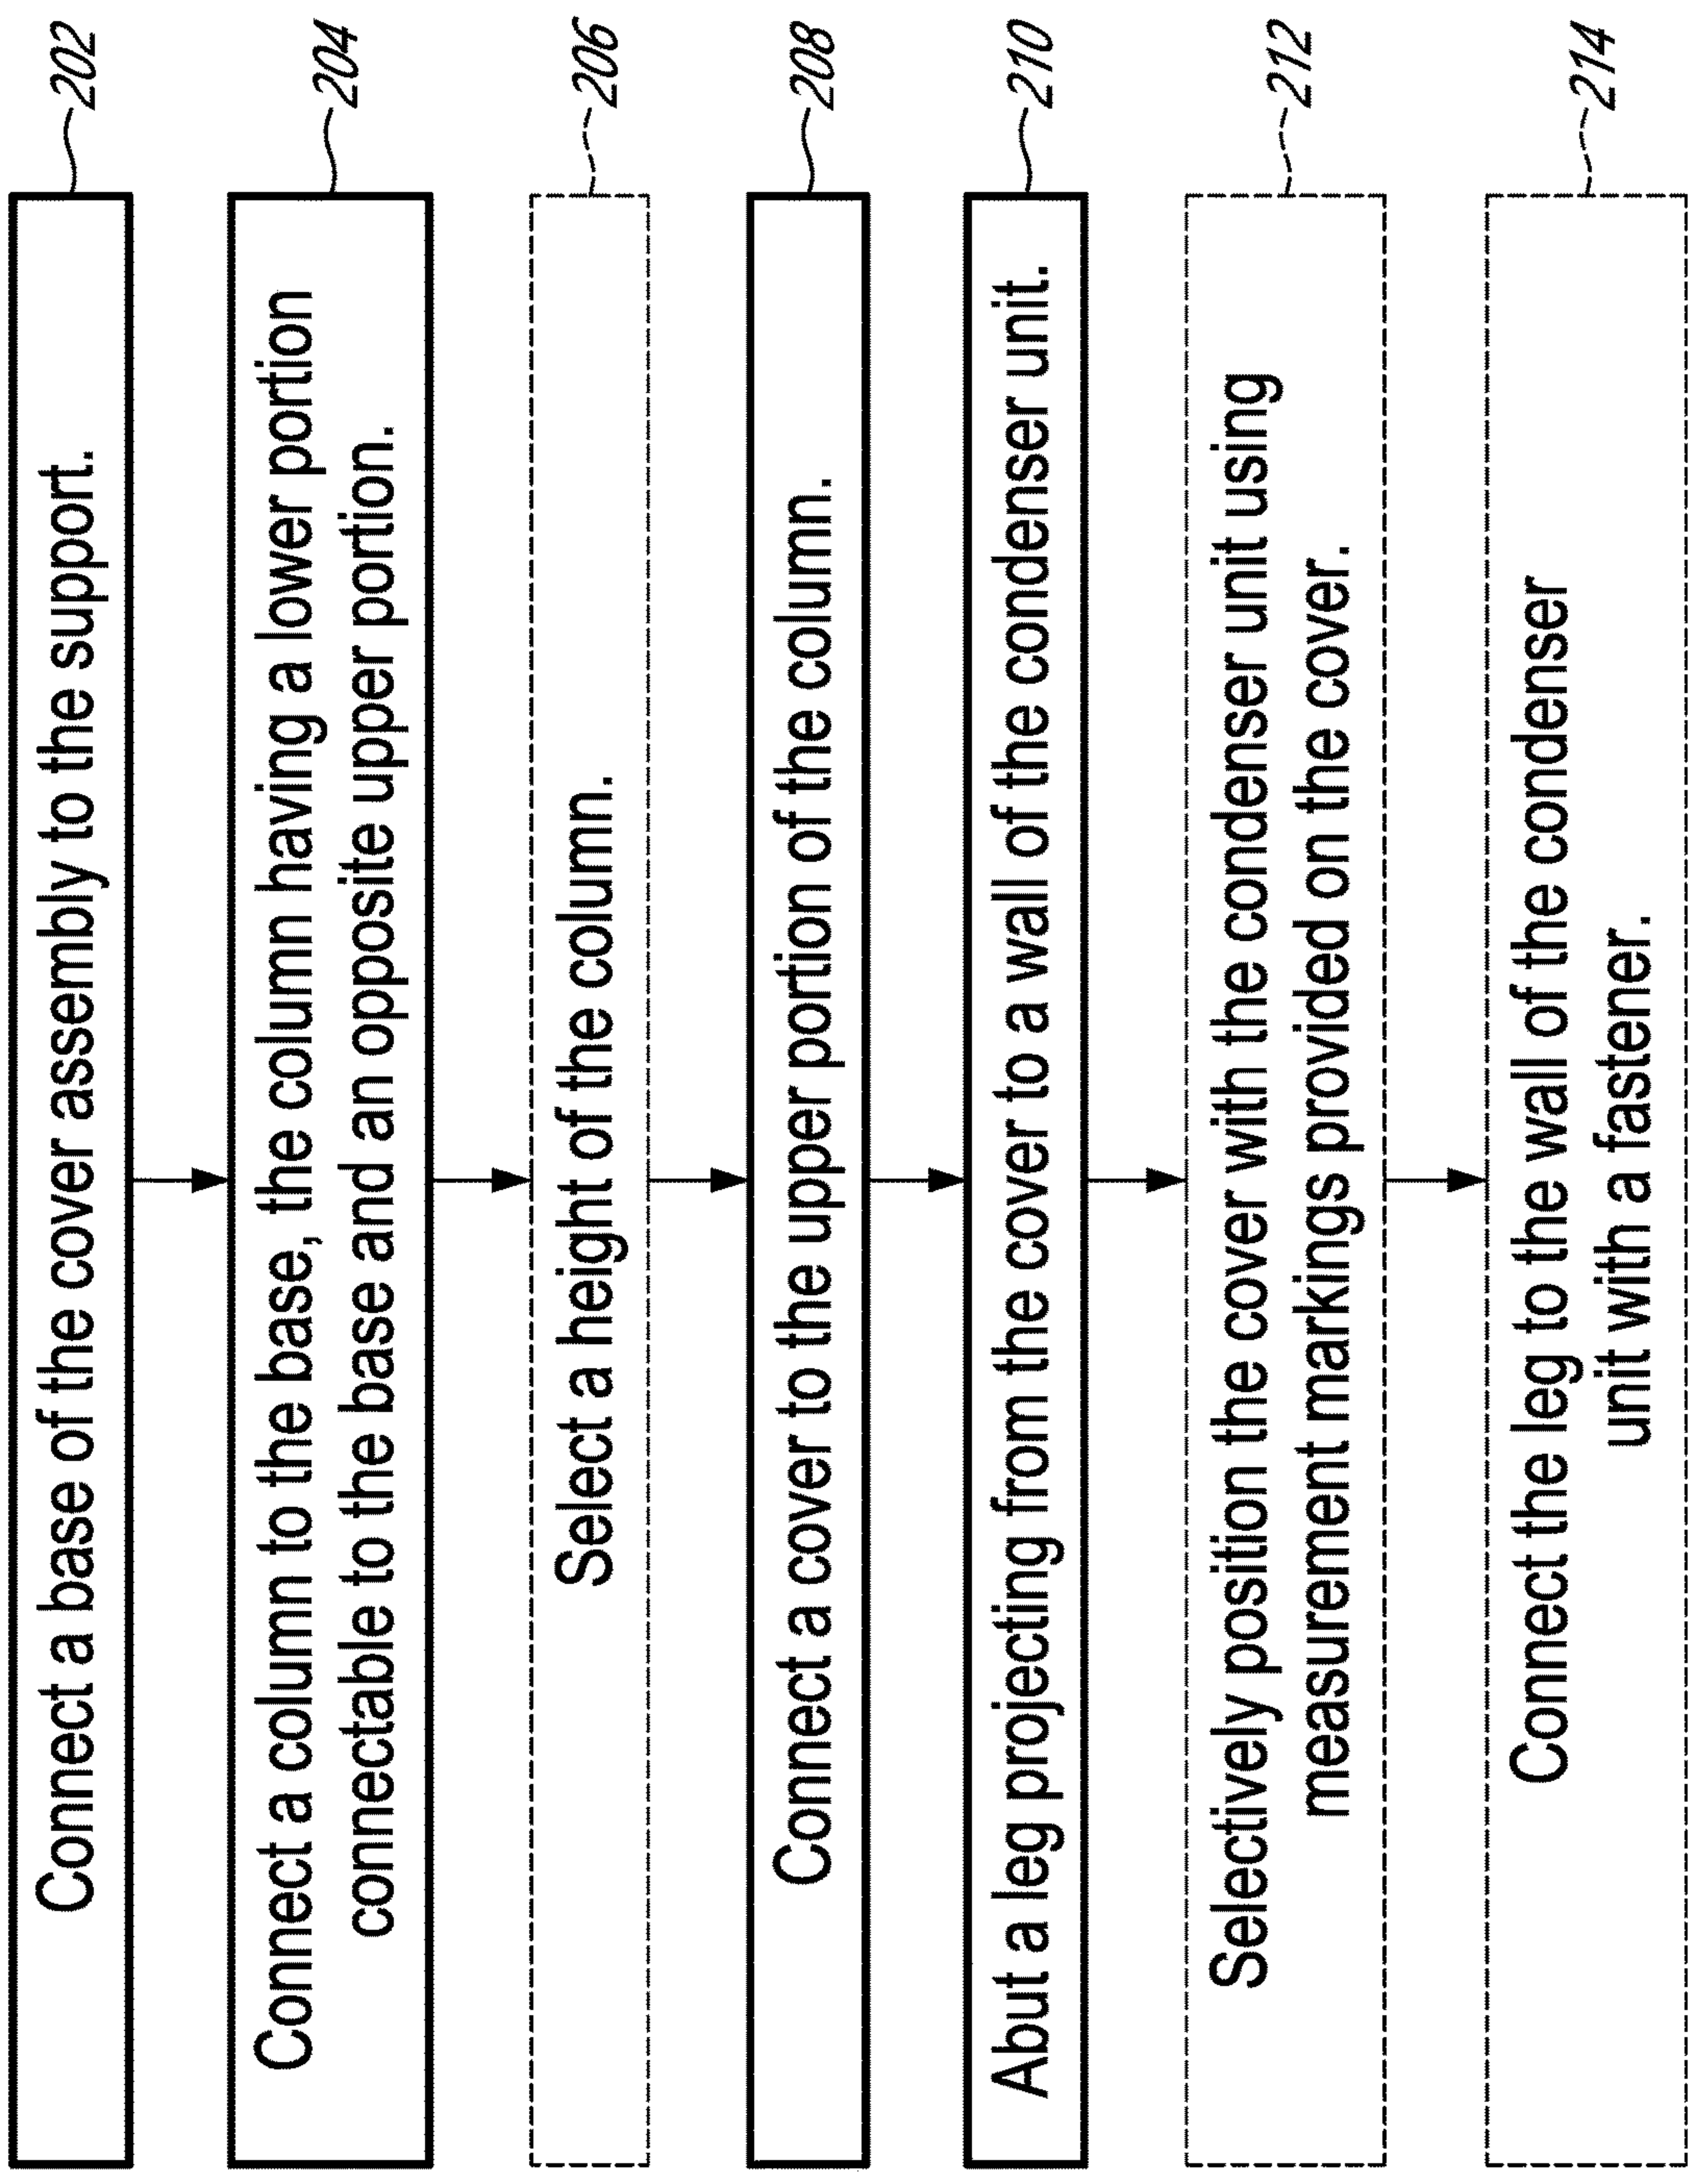 Connect a base of the cover assembly to the support.
202
Connect a column to the base, the column having a lower portion
connectable to the base and an opposite upper portion.
204
Select a height of the column.
206
Connect a cover to the upper portion of the column.
208
Abut a leg projecting from the cover to a wall of the condenser unit.
210
Selectively position the cover with the condenser unit using
measurement markings provided on the cover.
212
Connect the leg to the wall of the condenser
unit with a fastener.
214